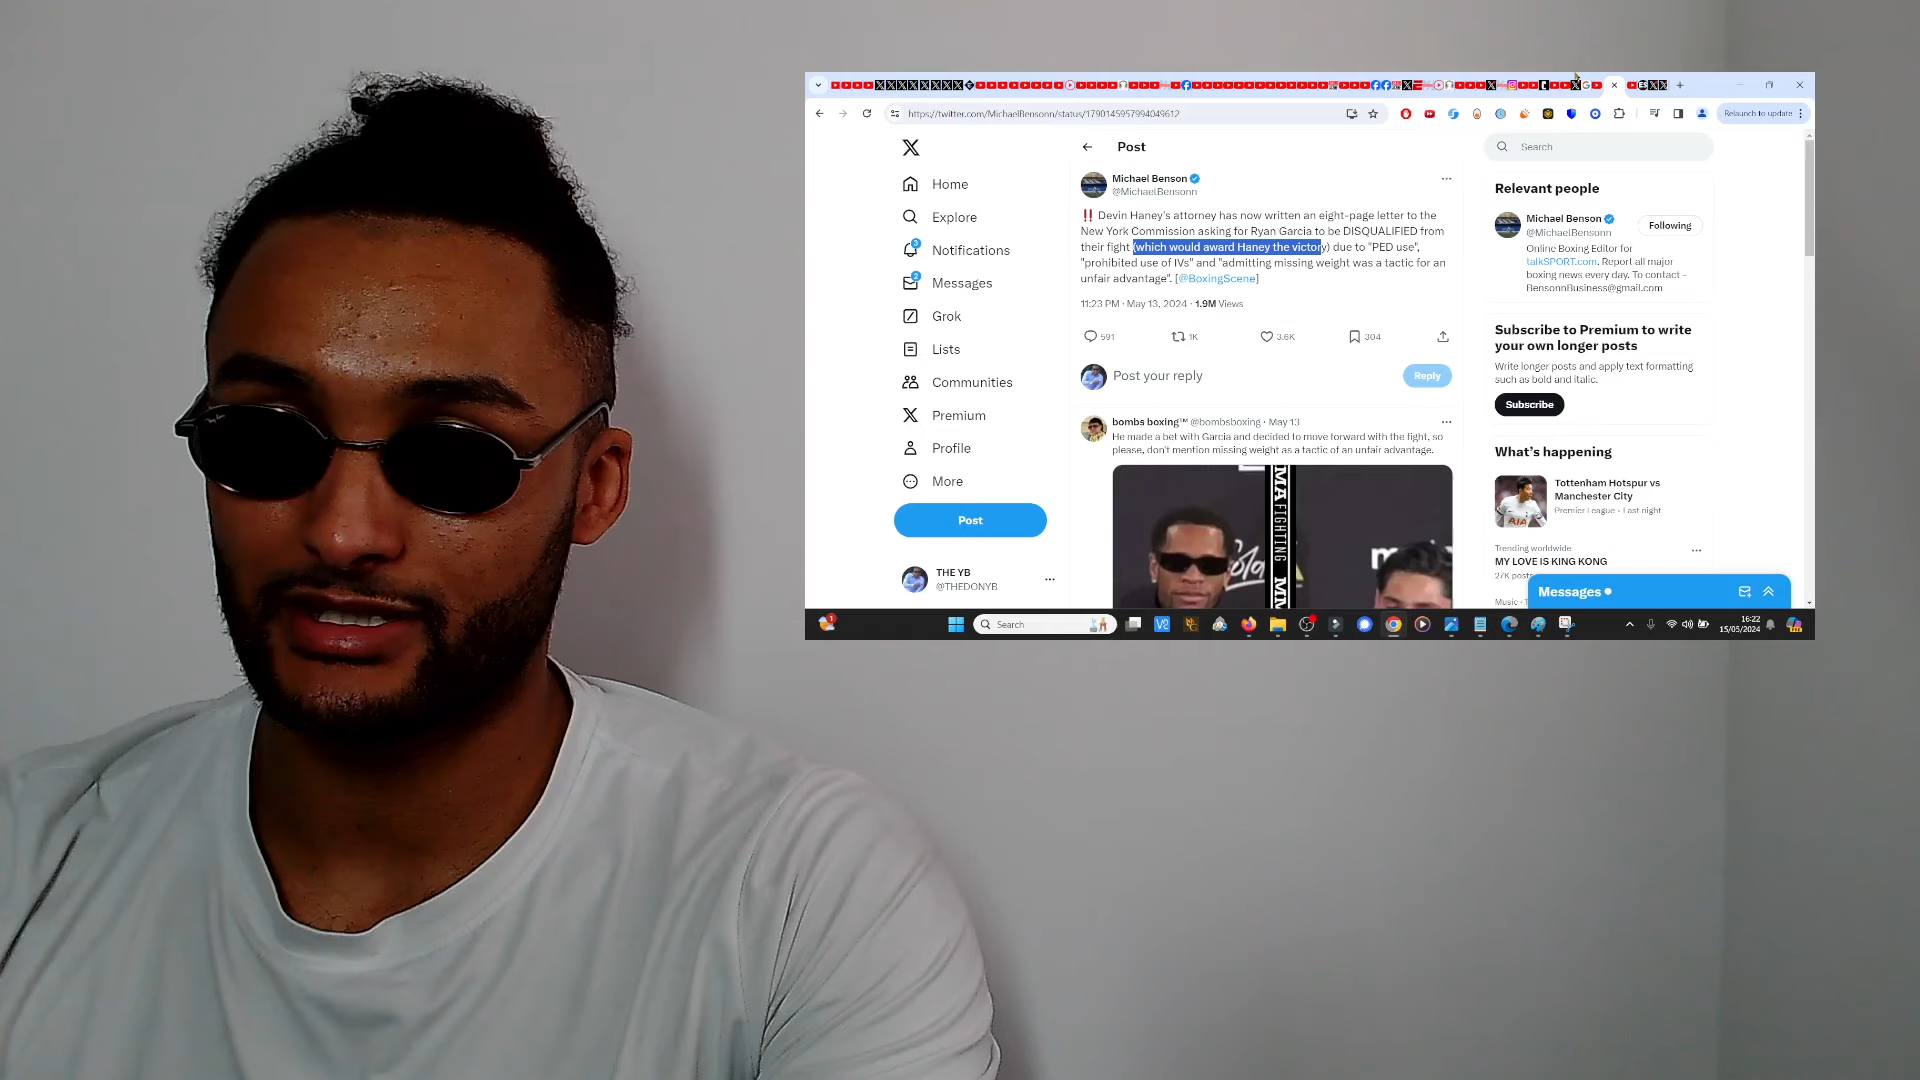 https://twitter.com/MichaelBensonn/status/1790145957994049612
Relaunch to update
Home
Explore
3
Notifications
2
Messages
Grok
Lists
Communities
Premium
Profile
More
Post
THE YB
@THEDONYB
Post
Michael Benson
@MichaelBensonn
‼️ Devin Haney's attorney has now written an eight-page letter to the
New York Commission asking for Ryan Garcia to be DISQUALIFIED from
their fight (which would award Haney the victory) due to "PED use",
"prohibited use of IVs" and "admitting missing weight was a tactic for an
unfair advantage". [@BoxingScene]
11:23 PM · May 13, 2024 · 1.9M Views
591 1K 3.6K 304
Post your reply
Reply
bombs boxing™ @bombsboxing · May 13
He made a bet with Garcia and decided to move forward with the fight, so
please, don't mention missing weight as a tactic of an unfair advantage.
MMA FIGHTING
Search
Relevant people
Michael Benson
@MichaelBensonn
Following
Online Boxing Editor for
talkSPORT.com. Report all major
boxing news every day. To contact -
BensonnBusiness@gmail.com
Subscribe to Premium to write
your own longer posts
Write longer posts and apply text formatting
such as bold and italic.
Subscribe
What's happening
Tottenham Hotspur vs
Manchester City
Premier League · Last night
AIA
Trending worldwide
MY LOVE IS KING KONG
27K posts
Messages
1
Search
16:22
15/05/2024